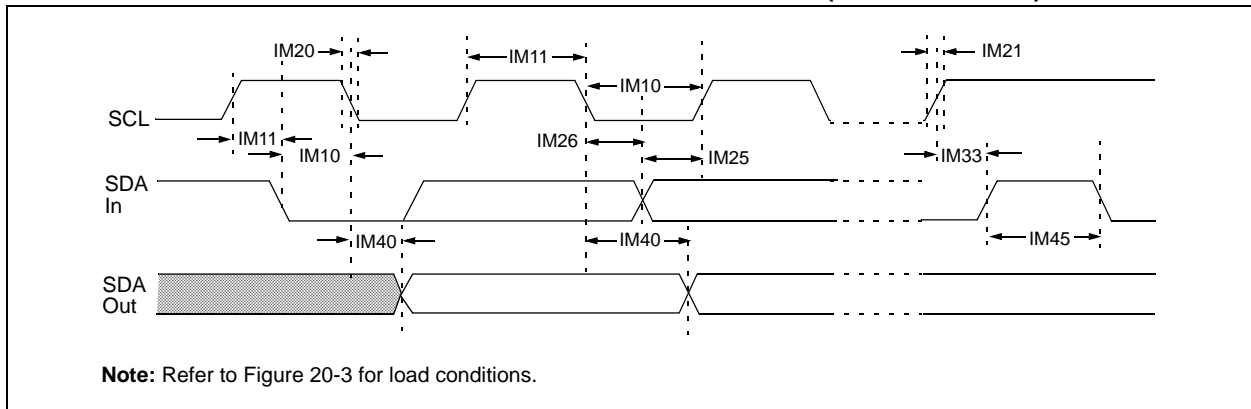 IM20
IM11
IM21
IM10
SCL
IM11
IM26
IM10
IM25
IM33
SDA
In
IM40
IM40
IM45
SDA
Out
Note: Refer to Figure 20-3 for load conditions.